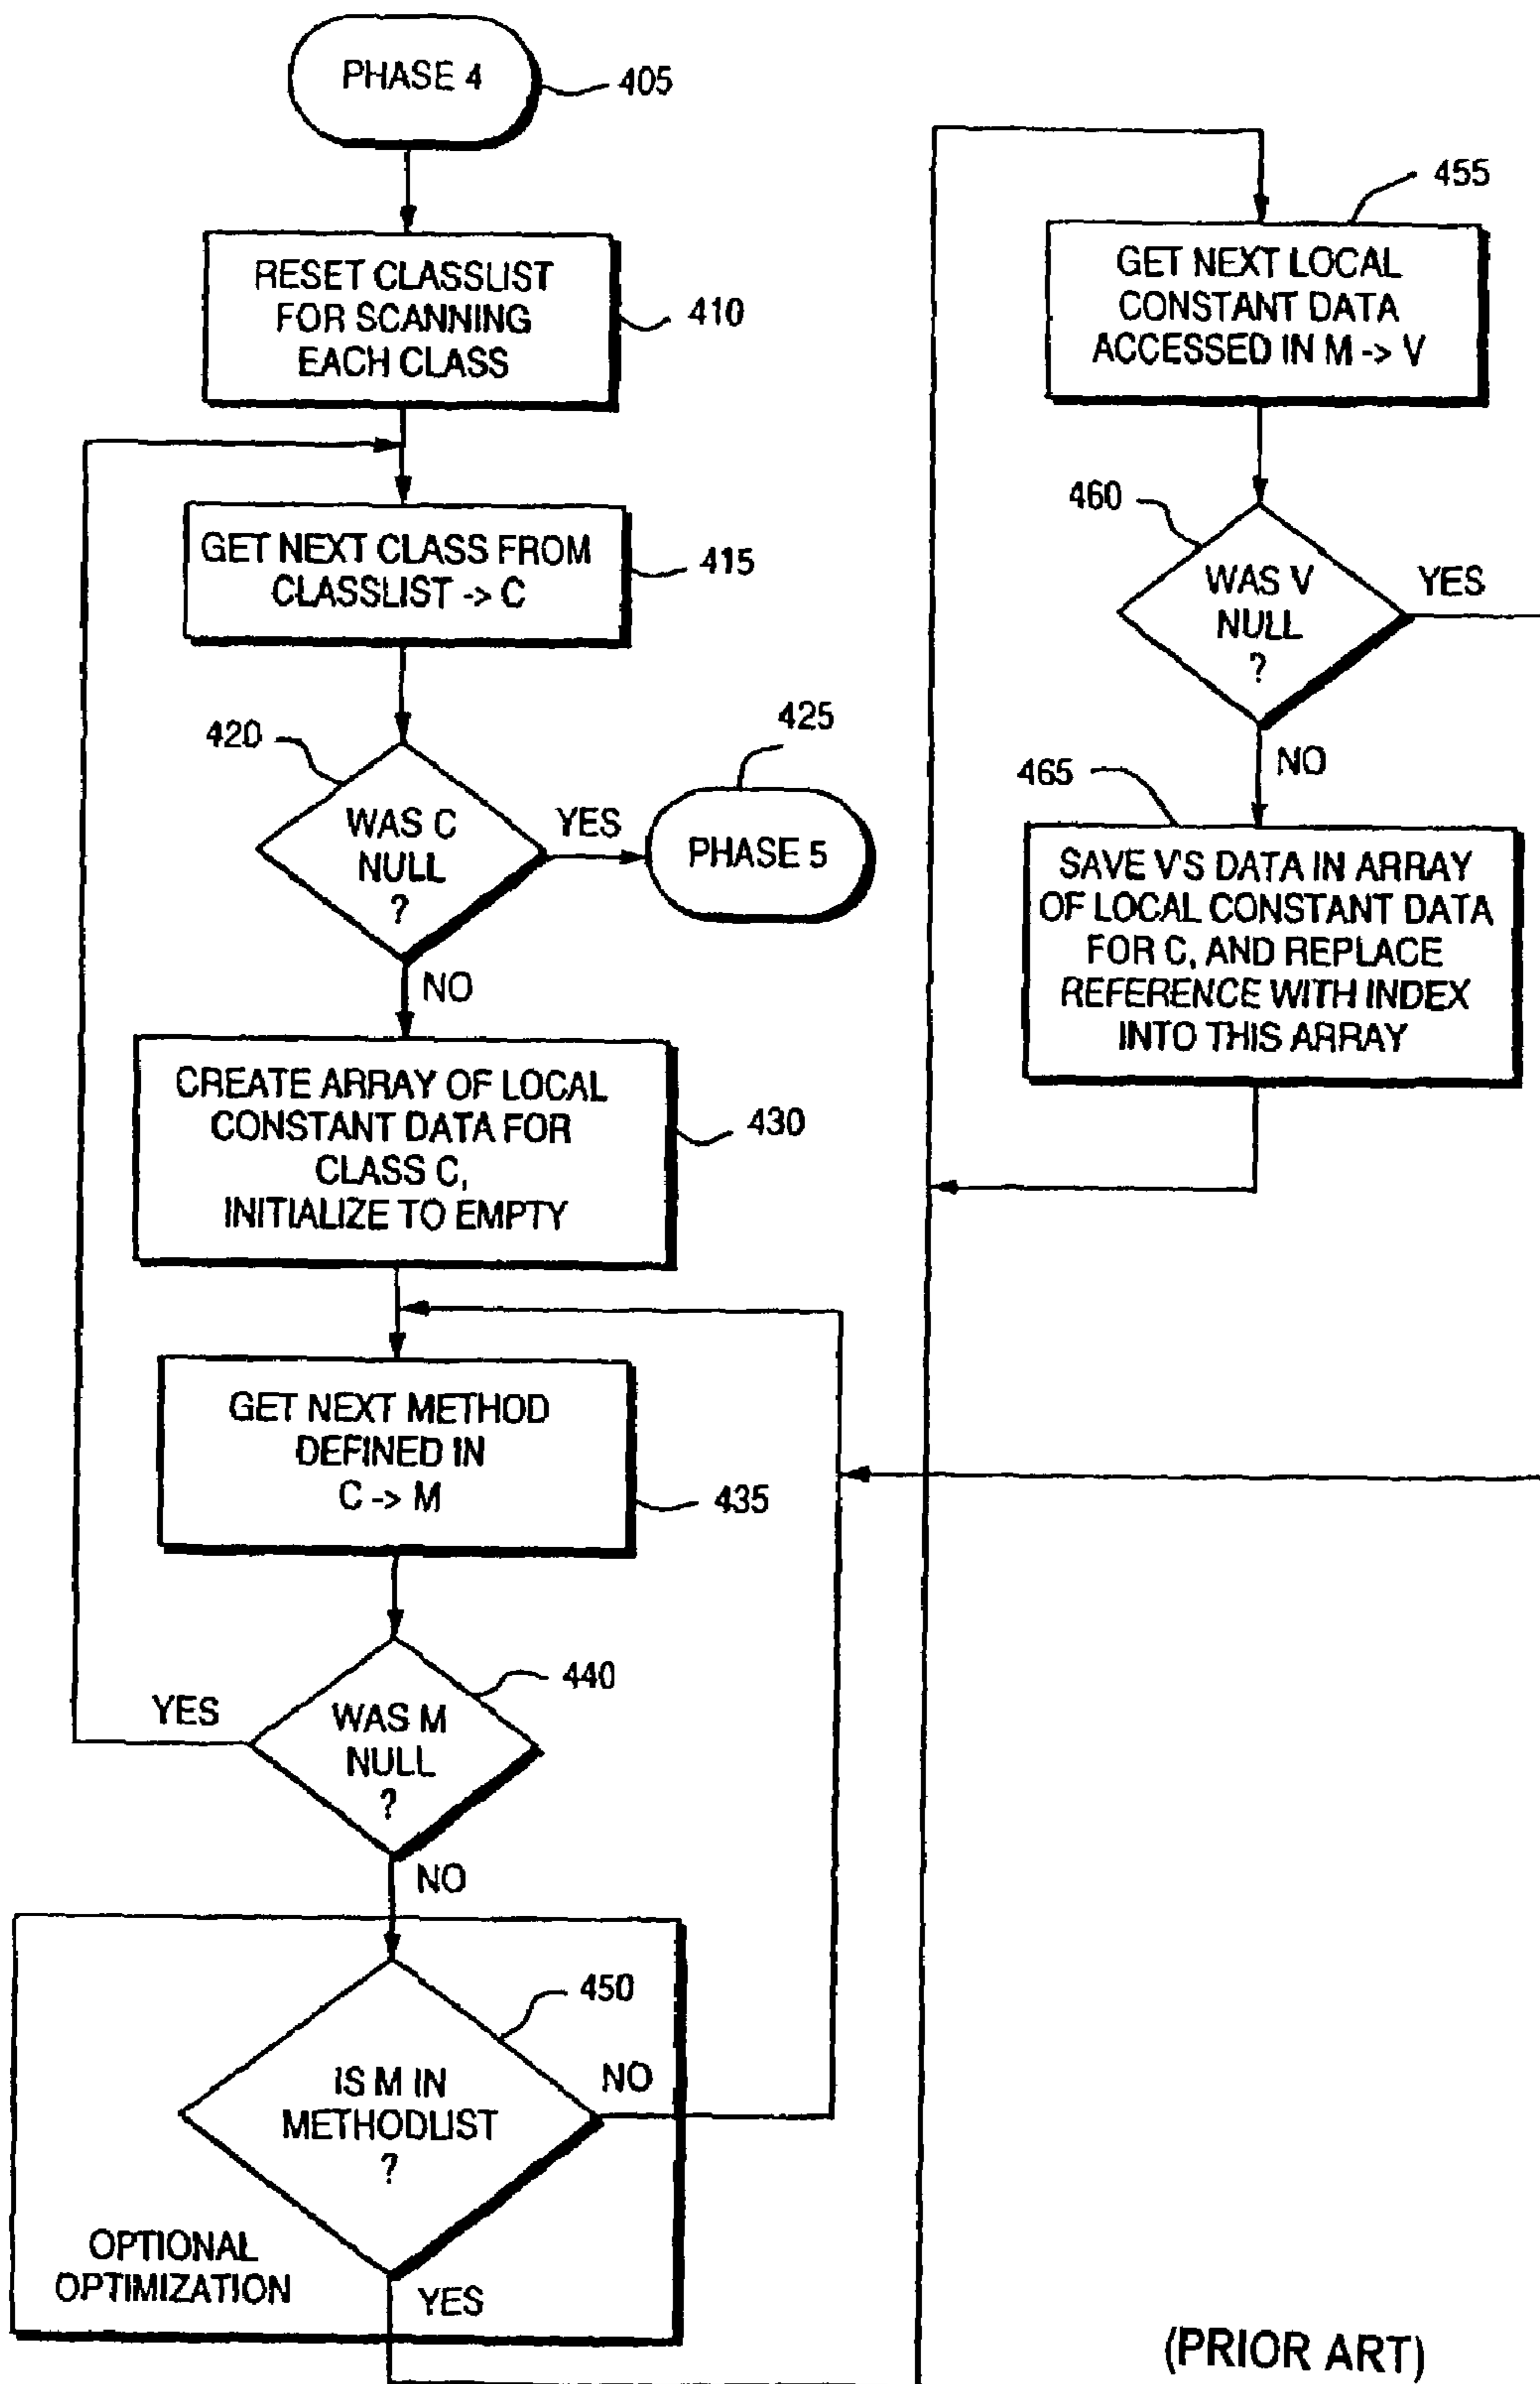 PHASE 4
405
RESET CLASSLIST
FOR SCANNING
EACH CLASS
410
GET NEXT CLASS FROM
CLASSLIST -> C
415
420
WAS C
NULL
?
YES
425
PHASE 5
NO
CREATE ARRAY OF LOCAL
CONSTANT DATA FOR
CLASS C,
INITIALIZE TO EMPTY
430
GET NEXT METHOD
DEFINED IN
C -> M
435
440
YES
WAS M
NULL
?
NO
450
IS M IN
METHODLIST
?
NO
OPTIONAL
OPTIMIZATION
YES
455
GET NEXT LOCAL
CONSTANT DATA
ACCESSED IN M -> V
460
WAS V
NULL
?
YES
NO
465
SAVE V'S DATA IN ARRAY
OF LOCAL CONSTANT DATA
FOR C, AND REPLACE
REFERENCE WITH INDEX
INTO THIS ARRAY
(PRIOR ART)